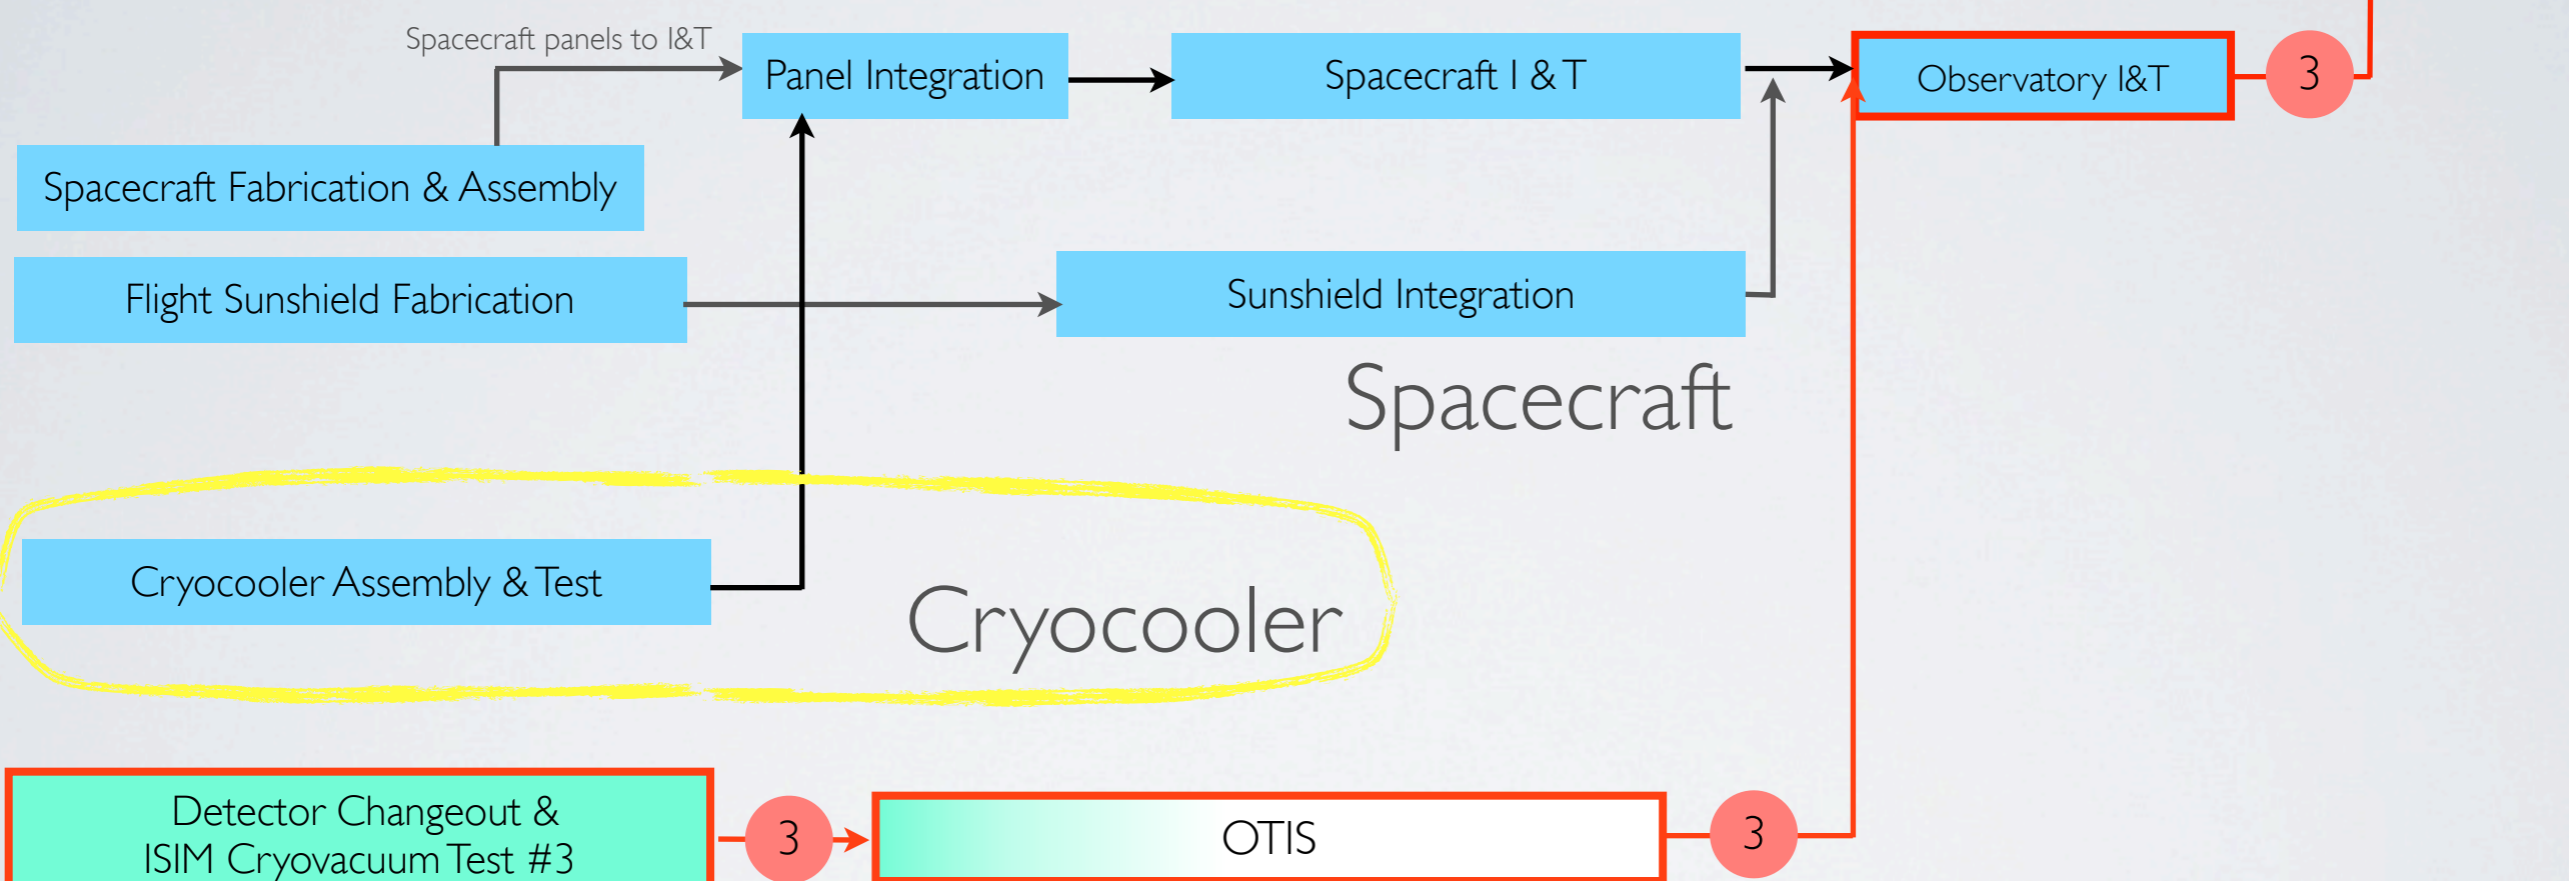 Spacecraft panels to I&T
Panel Integration
Spacecraft I & T
Observatory I&T
3
Spacecraft Fabrication & Assembly
Flight Sunshield Fabrication
Sunshield Integration
Spacecraft
Cryocooler Assembly & Test
Cryocooler
Detector Changeout &
ISIM Cryovacuum Test #3
3
OTIS
3